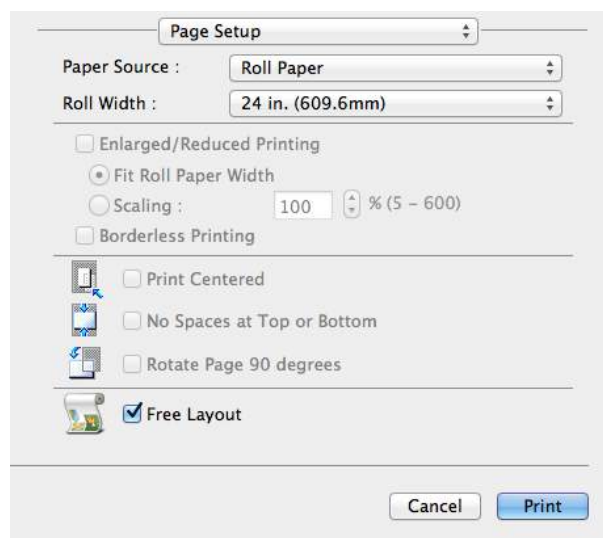 Page Setup
Paper Source : Roll Paper
Roll Width : 24 in. (609.6mm)
Enlarged/Reduced Printing
Fit Roll Paper Width
Scaling : 100 % (5 – 600)
Borderless Printing
Print Centered
No Spaces at Top or Bottom
Rotate Page 90 degrees
Free Layout
Cancel Print